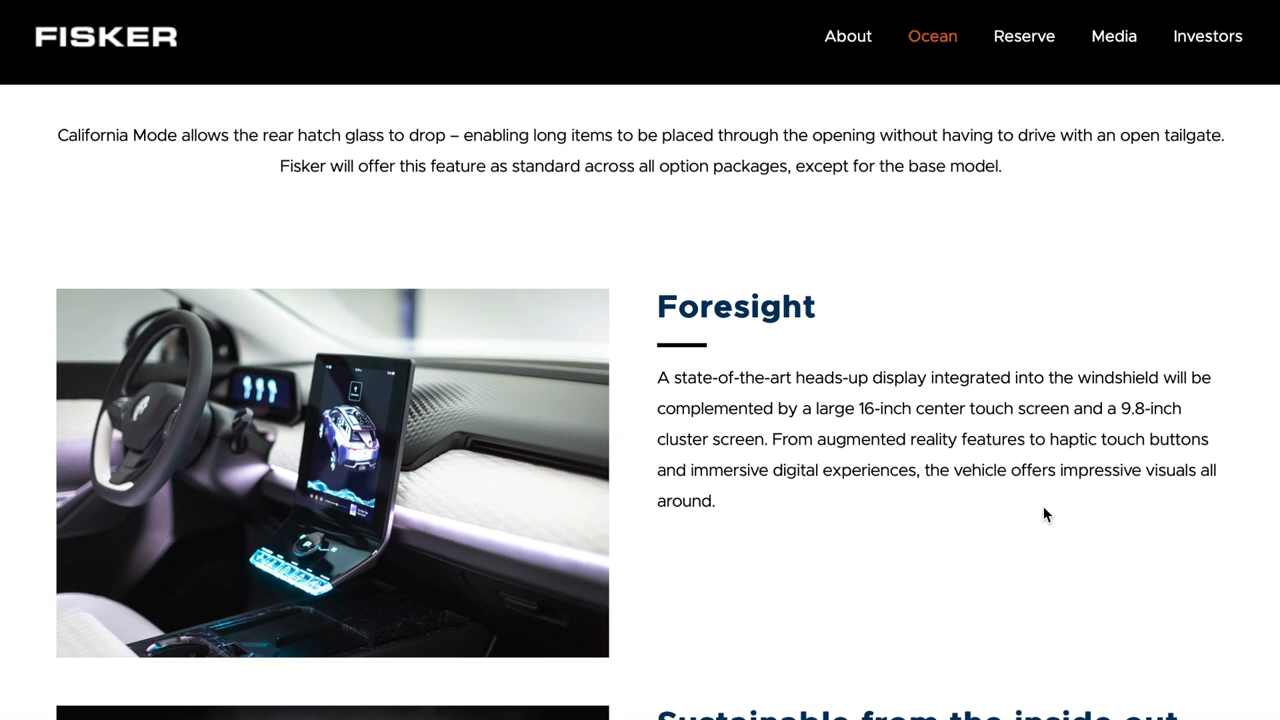 FISKER
About Ocean Reserve Media Investors
California Mode allows the rear hatch glass to drop – enabling long items to be placed through the opening without having to drive with an open tailgate.
Fisker will offer this feature as standard across all option packages, except for the base model.
Foresight
A state-of-the-art heads-up display integrated into the windshield will be
complemented by a large 16-inch center touch screen and a 9.8-inch
cluster screen. From augmented reality features to haptic touch buttons
and immersive digital experiences, the vehicle offers impressive visuals all
around.
Sustainable from the inside out